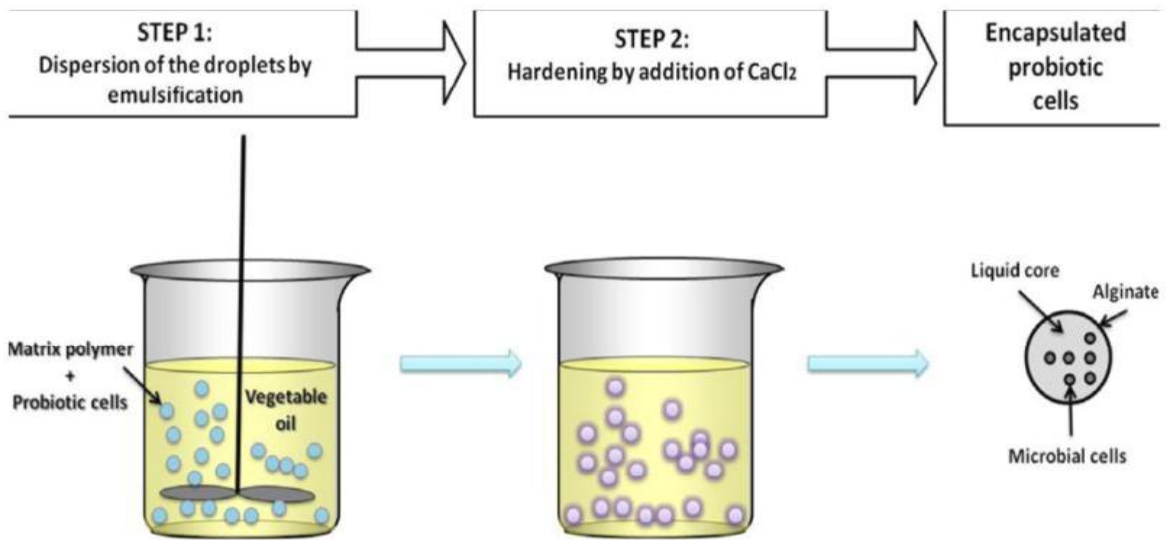 STEP 1:
Dispersion of the droplets by
emulsification
STEP 2:
Hardening by addition of CaCl₂
Encapsulated
probiotic
cells
Matrix polymer
+
Probiotic cells
Vegetable
oil
Liquid core
Alginate
Microbial cells